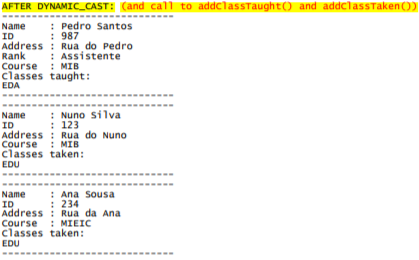 AFTER DYNAMIC_CAST: (and call to addClassTaught() and addClassTaken())
-------------------------------
Name    : Pedro Santos
ID      : 987
Address : Rua do Pedro
Rank    : Assistente
Course  : MIB
Classes taught:
EDA
-------------------------------
-------------------------------
Name    : Nuno Silva
ID      : 123
Address : Rua do Nuno
Course  : MIB
Classes taken:
EDU
-------------------------------
-------------------------------
Name    : Ana Sousa
ID      : 234
Address : Rua da Ana
Course  : MIEIC
Classes taken:
EDU
-------------------------------